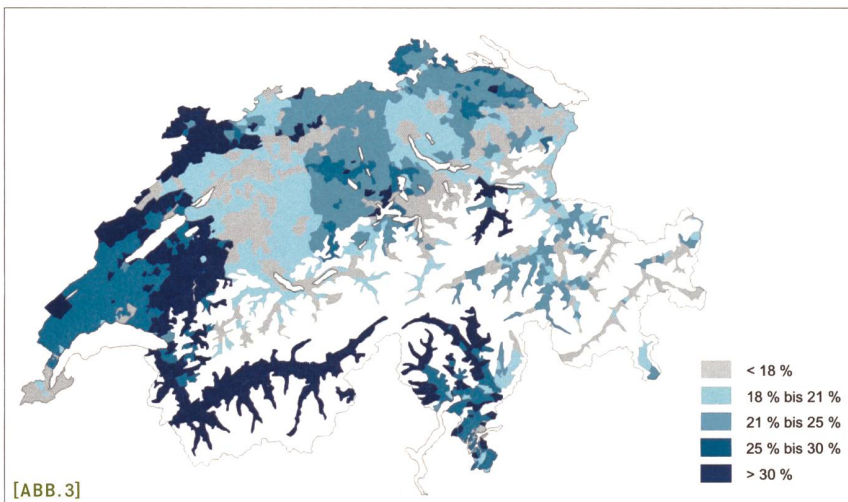 < 18 %
18 % bis 21 %
21 % bis 25 %
25 % bis 30 %
> 30 %
[ABB.3]